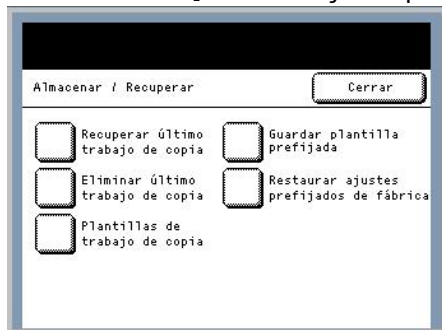 Almacenar / Recuperar
Cerrar
Recuperar último
trabajo de copia
Guardar plantilla
prefijada
Eliminar último
trabajo de copia
Restaurar ajustes
prefijados de fábrica
Plantillas de
trabajo de copia